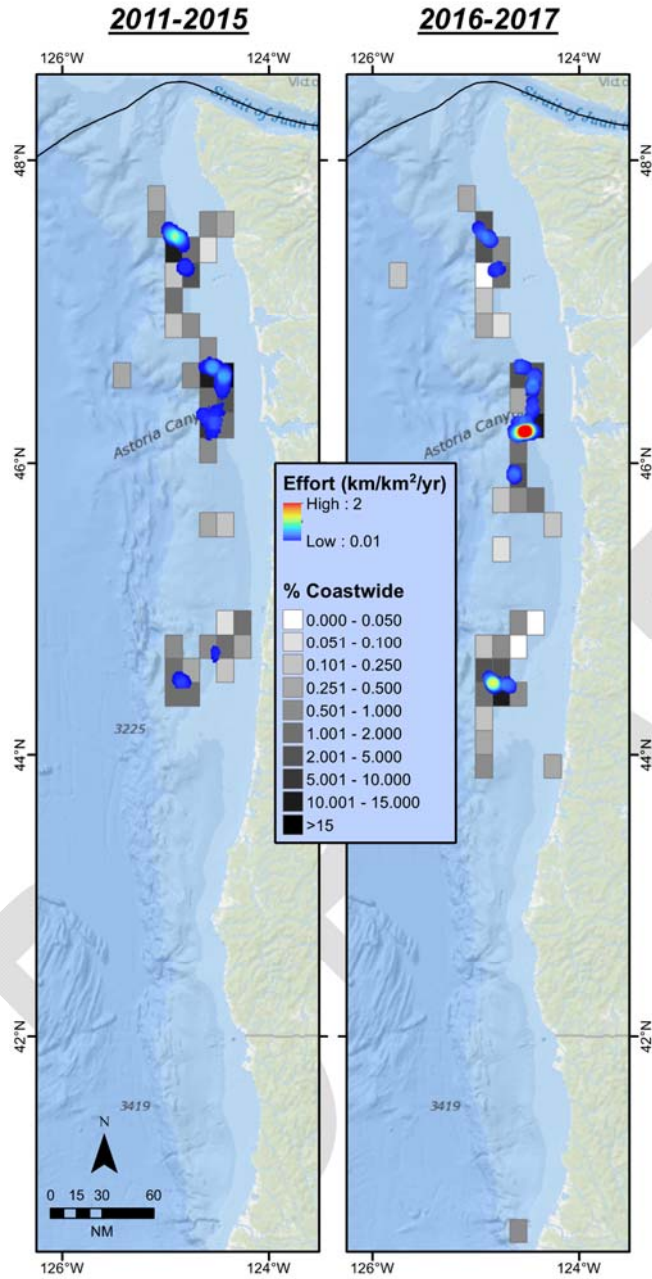 2011-2015
2016-2017
126°W
124°W
126°W
124°W
Strait of Juan d
Strait of Juan d
48°N
48°N
Astoria Cany
Astoria Cany
46°N
46°N
Effort (km/km²/yr)
High : 2
Low : 0.01
% Coastwide
0.000 - 0.050
0.051 - 0.100
0.101 - 0.250
0.251 - 0.500
0.501 - 1.000
1.001 - 2.000
2.001 - 5.000
5.001 - 10.000
10.001 - 15.000
>15
3225
44°N
44°N
42°N
42°N
3419
3419
N
0 15 30 60
NM
126°W
124°W
126°W
124°W